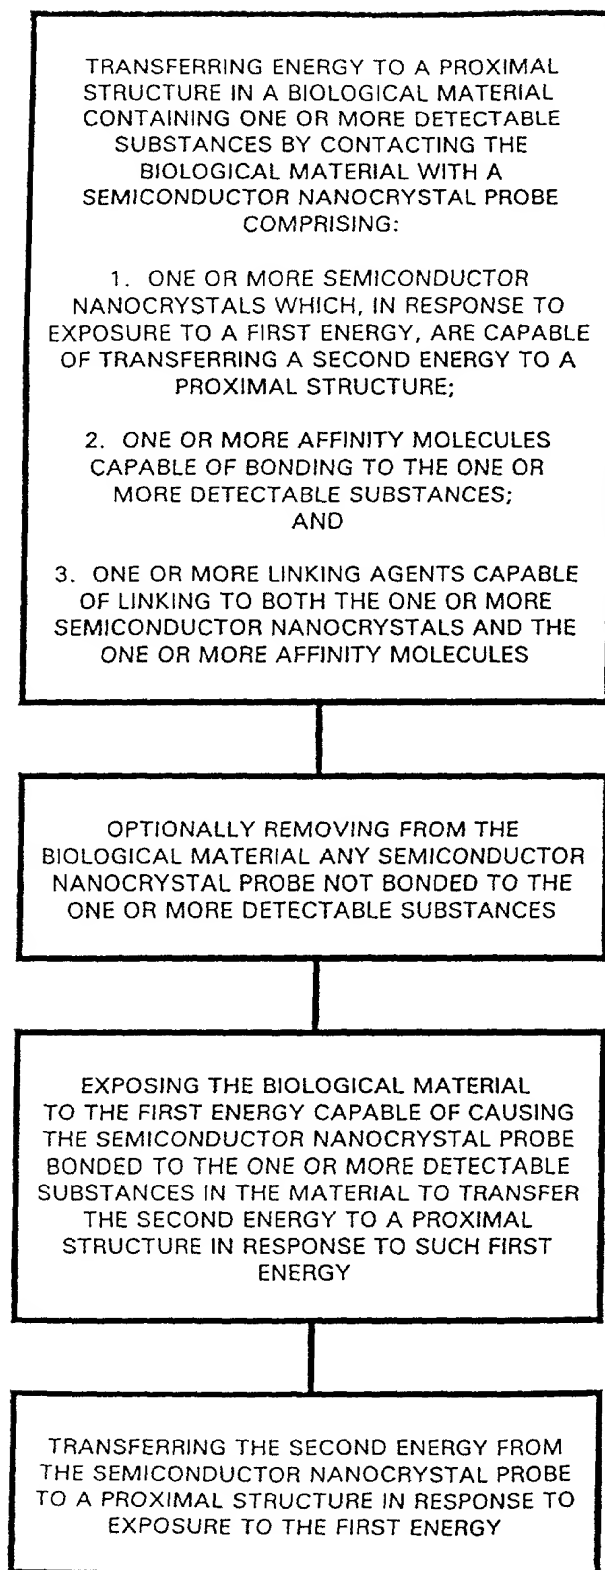 TRANSFERRING ENERGY TO A PROXIMAL
STRUCTURE IN A BIOLOGICAL MATERIAL
CONTAINING ONE OR MORE DETECTABLE
SUBSTANCES BY CONTACTING THE
BIOLOGICAL MATERIAL WITH A
SEMICONDUCTOR NANOCRYSTAL PROBE
COMPRISING:
1. ONE OR MORE SEMICONDUCTOR
NANOCRYSTALS WHICH, IN RESPONSE TO
EXPOSURE TO A FIRST ENERGY, ARE CAPABLE
OF TRANSFERRING A SECOND ENERGY TO A
PROXIMAL STRUCTURE;
2. ONE OR MORE AFFINITY MOLECULES
CAPABLE OF BONDING TO THE ONE OR
MORE DETECTABLE SUBSTANCES;
AND
3. ONE OR MORE LINKING AGENTS CAPABLE
OF LINKING TO BOTH THE ONE OR MORE
SEMICONDUCTOR NANOCRYSTALS AND THE
ONE OR MORE AFFINITY MOLECULES
OPTIONALLY REMOVING FROM THE
BIOLOGICAL MATERIAL ANY SEMICONDUCTOR
NANOCRYSTAL PROBE NOT BONDED TO THE
ONE OR MORE DETECTABLE SUBSTANCES
EXPOSING THE BIOLOGICAL MATERIAL
TO THE FIRST ENERGY CAPABLE OF CAUSING
THE SEMICONDUCTOR NANOCRYSTAL PROBE
BONDED TO THE ONE OR MORE DETECTABLE
SUBSTANCES IN THE MATERIAL TO TRANSFER
THE SECOND ENERGY TO A PROXIMAL
STRUCTURE IN RESPONSE TO SUCH FIRST
ENERGY
TRANSFERRING THE SECOND ENERGY FROM
THE SEMICONDUCTOR NANOCRYSTAL PROBE
TO A PROXIMAL STRUCTURE IN RESPONSE TO
EXPOSURE TO THE FIRST ENERGY